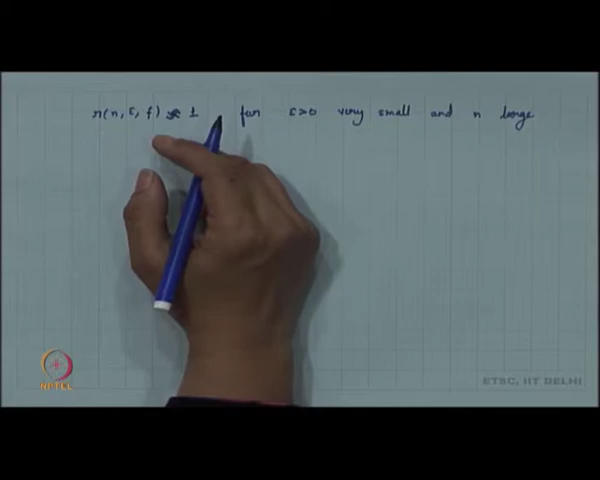 r(n, ε, f) ≈ 1 for ε>0 very small and n large
NPTEL
ETSC, IIT DELHI